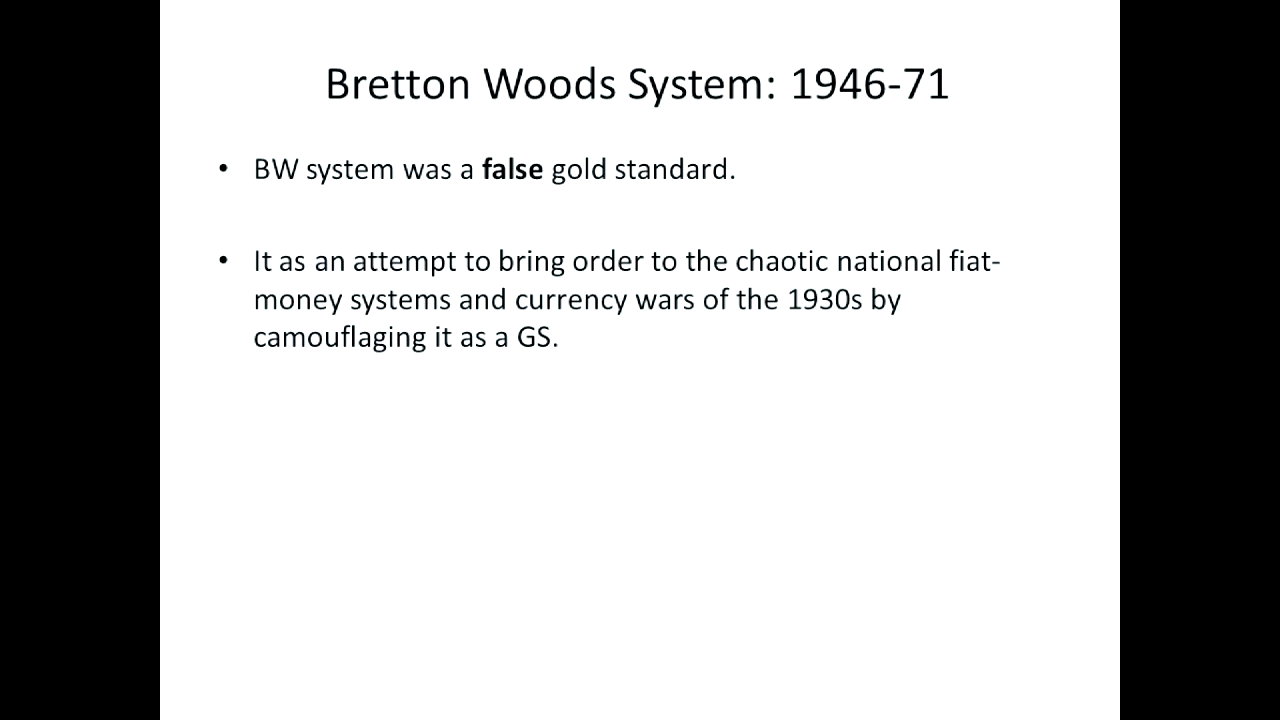 Bretton Woods System: 1946-71
• BW system was a false gold standard.
• It as an attempt to bring order to the chaotic national fiat-
money systems and currency wars of the 1930s by
camouflaging it as a GS.